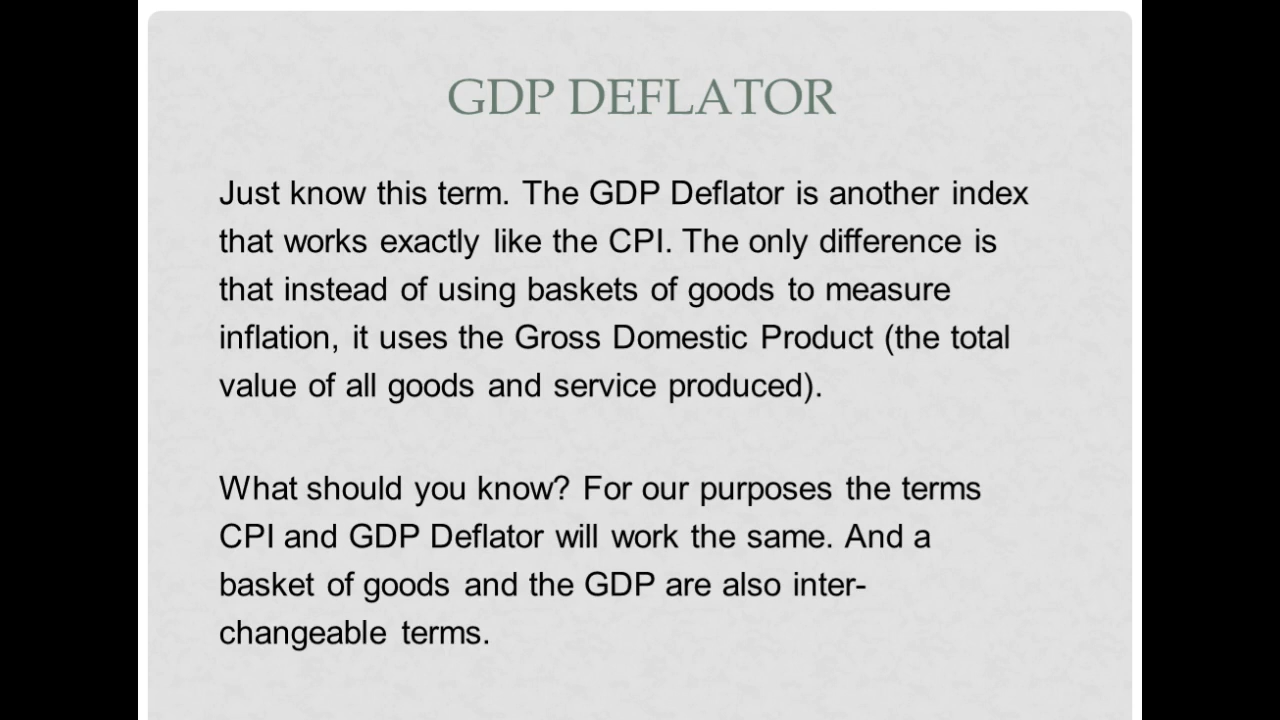 GDP DEFLATOR
Just know this term. The GDP Deflator is another index
that works exactly like the CPI. The only difference is
that instead of using baskets of goods to measure
inflation, it uses the Gross Domestic Product (the total
value of all goods and service produced).
What should you know? For our purposes the terms
CPI and GDP Deflator will work the same. And a
basket of goods and the GDP are also inter-
changeable terms.